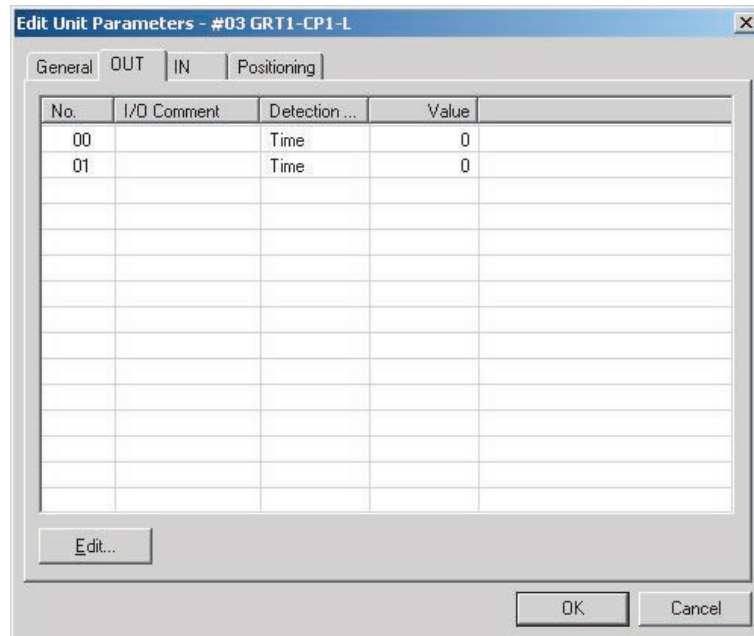 Edit Unit Parameters - #03 GRT1-CP1-L
General OUT IN Positioning
No. I/O Comment Detection ... Value
00 Time 0
01 Time 0
Edit...
OK Cancel